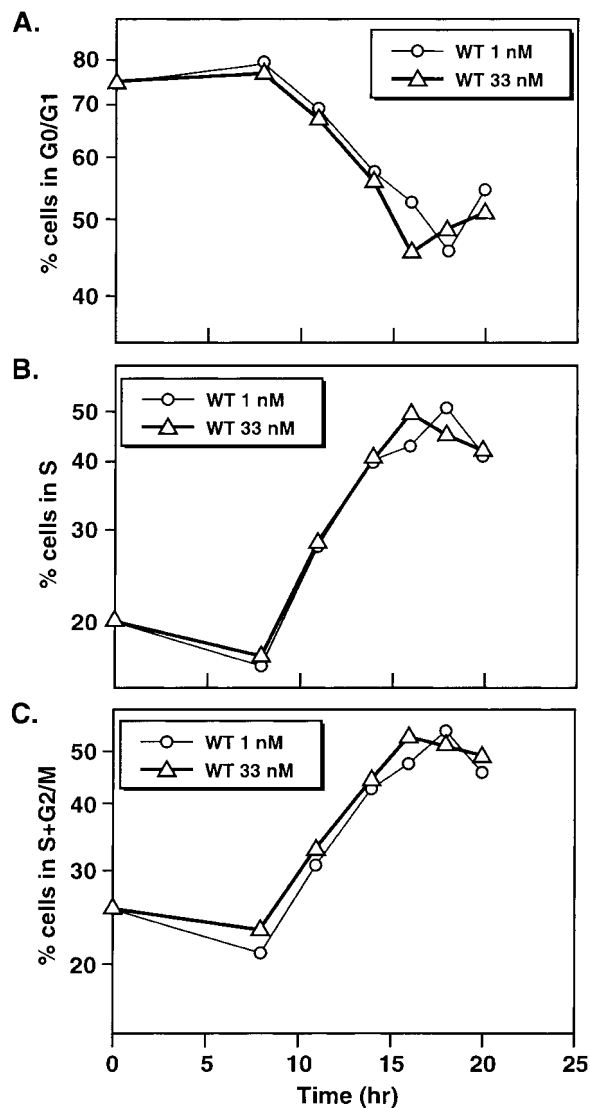 A.
% cells in G0/G1
80
70
60
50
40
WT 1 nM
WT 33 nM
B.
% cells in S
50
40
30
20
WT 1 nM
WT 33 nM
C.
% cells in S+G2/M
50
40
30
20
WT 1 nM
WT 33 nM
0 5 10 15 20 25
Time (hr)